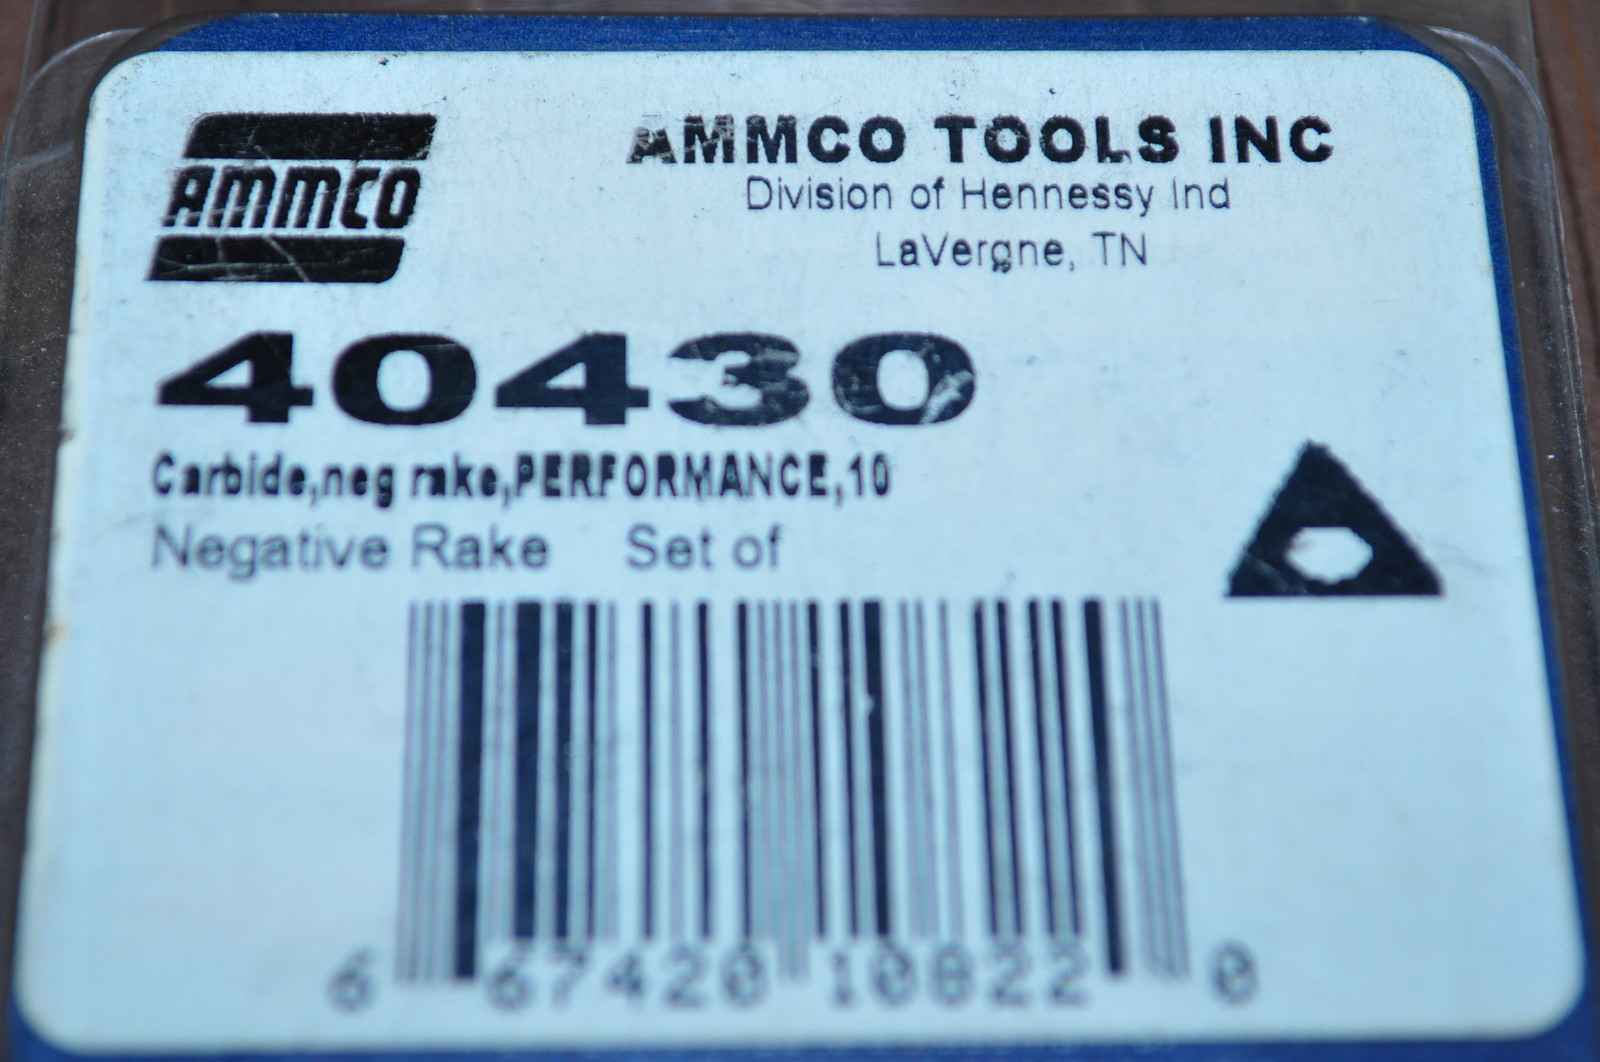 AMMCO
AMMCO TOOLS INC
Division of Hennessy Ind
LaVergne, TN
40430
Carbide,neg rake,PERFORMANCE,10
Negative Rake Set of
6 67420 10822 0